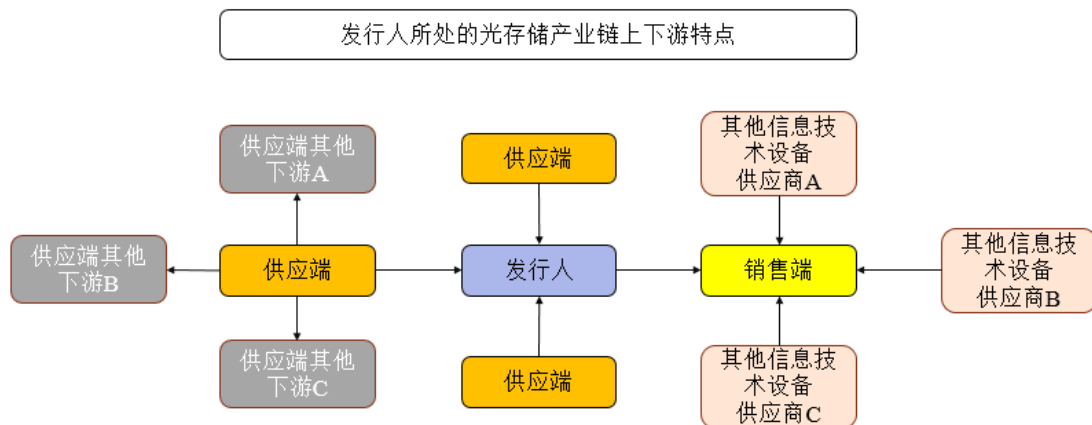 发行人所处的光存储产业链上下游特点
供应端其他
下游A
供应端
其他信息技
术设备
供应商A
供应端其他
下游B
供应端
发行人
销售端
其他信息技
术设备
供应商B
供应端其他
下游C
供应端
其他信息技
术设备
供应商C